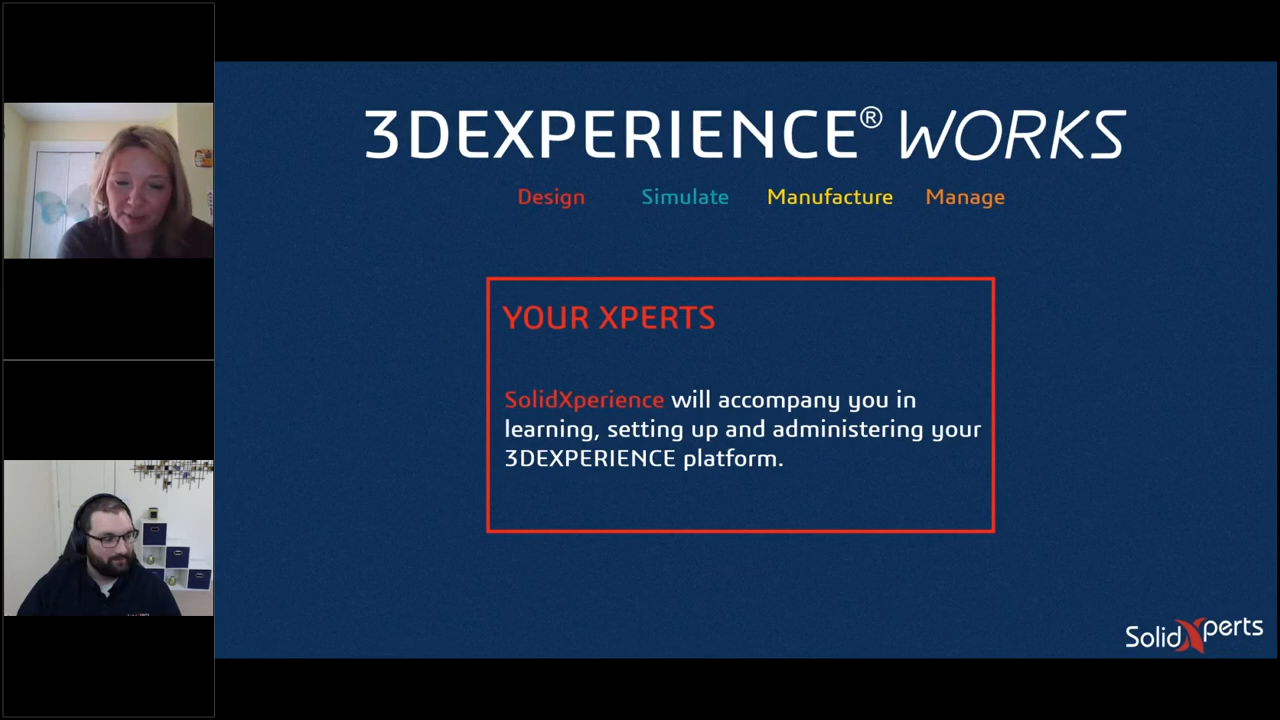 3DEXPERIENCE® WORKS
Design Simulate Manufacture Manage
YOUR XPERTS
SolidXperience will accompany you in
learning, setting up and administering your
3DEXPERIENCE platform.
SolidXperts